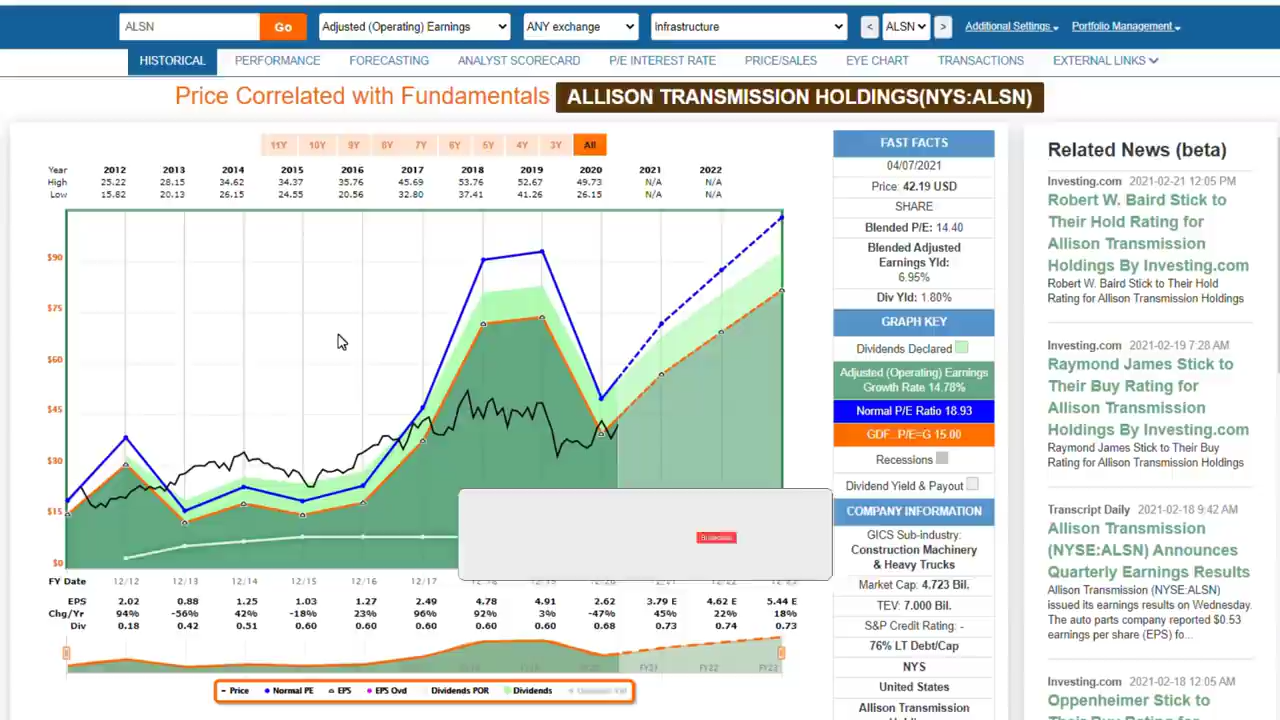 ALSN Go Adjusted (Operating) Earnings ANY exchange Infrastructure < ALSN > Additional Settings Portfolio Management
HISTORICAL PERFORMANCE FORECASTING ANALYST SCORECARD P/E INTEREST RATE PRICE/SALES EYE CHART TRANSACTIONS EXTERNAL LINKS
Price Correlated with Fundamentals ALLISON TRANSMISSION HOLDINGS(NYS:ALSN)
11Y 10Y 9Y 8Y 7Y 6Y 5Y 4Y 3Y All
Year 2012 2013 2014 2015 2016 2017 2018 2019 2020 2021 2022
High 25.22 28.15 34.62 34.37 35.76 45.69 53.76 52.67 49.73 N/A N/A
Low 15.82 20.13 26.15 24.55 20.56 32.80 37.41 41.26 26.15 N/A N/A
$90
$75
$60
$45
$30
$15
$0
FY Date 12/12 12/13 12/14 12/15 12/16 12/17
EPS 2.02 0.88 1.25 1.03 1.27 2.49 4.78 4.91 2.62 3.79 E 4.62 E 5.44 E
Chg/Yr 94% -56% 42% -18% 23% 96% 92% 3% -47% 45% 22% 18%
Div 0.18 0.42 0.51 0.60 0.60 0.60 0.60 0.60 0.68 0.73 0.74 0.73
FY21 FY22 FY23
Price Normal PE EPS EPS Ovd Dividends POR Dividends
FAST FACTS
04/07/2021
Price: 42.19 USD
SHARE
Blended P/E: 14.40
Blended Adjusted
Earnings Yld:
6.95%
Div Yld: 1.80%
GRAPH KEY
Dividends Declared
Adjusted (Operating) Earnings
Growth Rate 14.78%
Normal P/E Ratio 18.93
GDF...P/E=G 15.00
Recessions
Dividend Yield & Payout
COMPANY INFORMATION
GICS Sub-industry:
Construction Machinery
& Heavy Trucks
Market Cap: 4.723 Bil.
TEV: 7.000 Bil.
S&P Credit Rating: -
76% LT Debt/Cap
NYS
United States
Allison Transmission
Related News (beta)
Investing.com 2021-02-21 12:05 PM
Robert W. Baird Stick to
Their Hold Rating for
Allison Transmission
Holdings By Investing.com
Robert W. Baird Stick to Their Hold
Rating for Allison Transmission Holdings
Investing.com 2021-02-19 7:28 AM
Raymond James Stick to
Their Buy Rating for
Allison Transmission
Holdings By Investing.com
Raymond James Stick to Their Buy
Rating for Allison Transmission Holdings
Transcript Daily 2021-02-18 9:42 AM
Allison Transmission
(NYSE:ALSN) Announces
Quarterly Earnings Results
Allison Transmission (NYSE:ALSN)
issued its earnings results on Wednesday.
The auto parts company reported $0.53
earnings per share (EPS) fo...
Investing.com 2021-02-18 12:05 AM
Oppenheimer Stick to